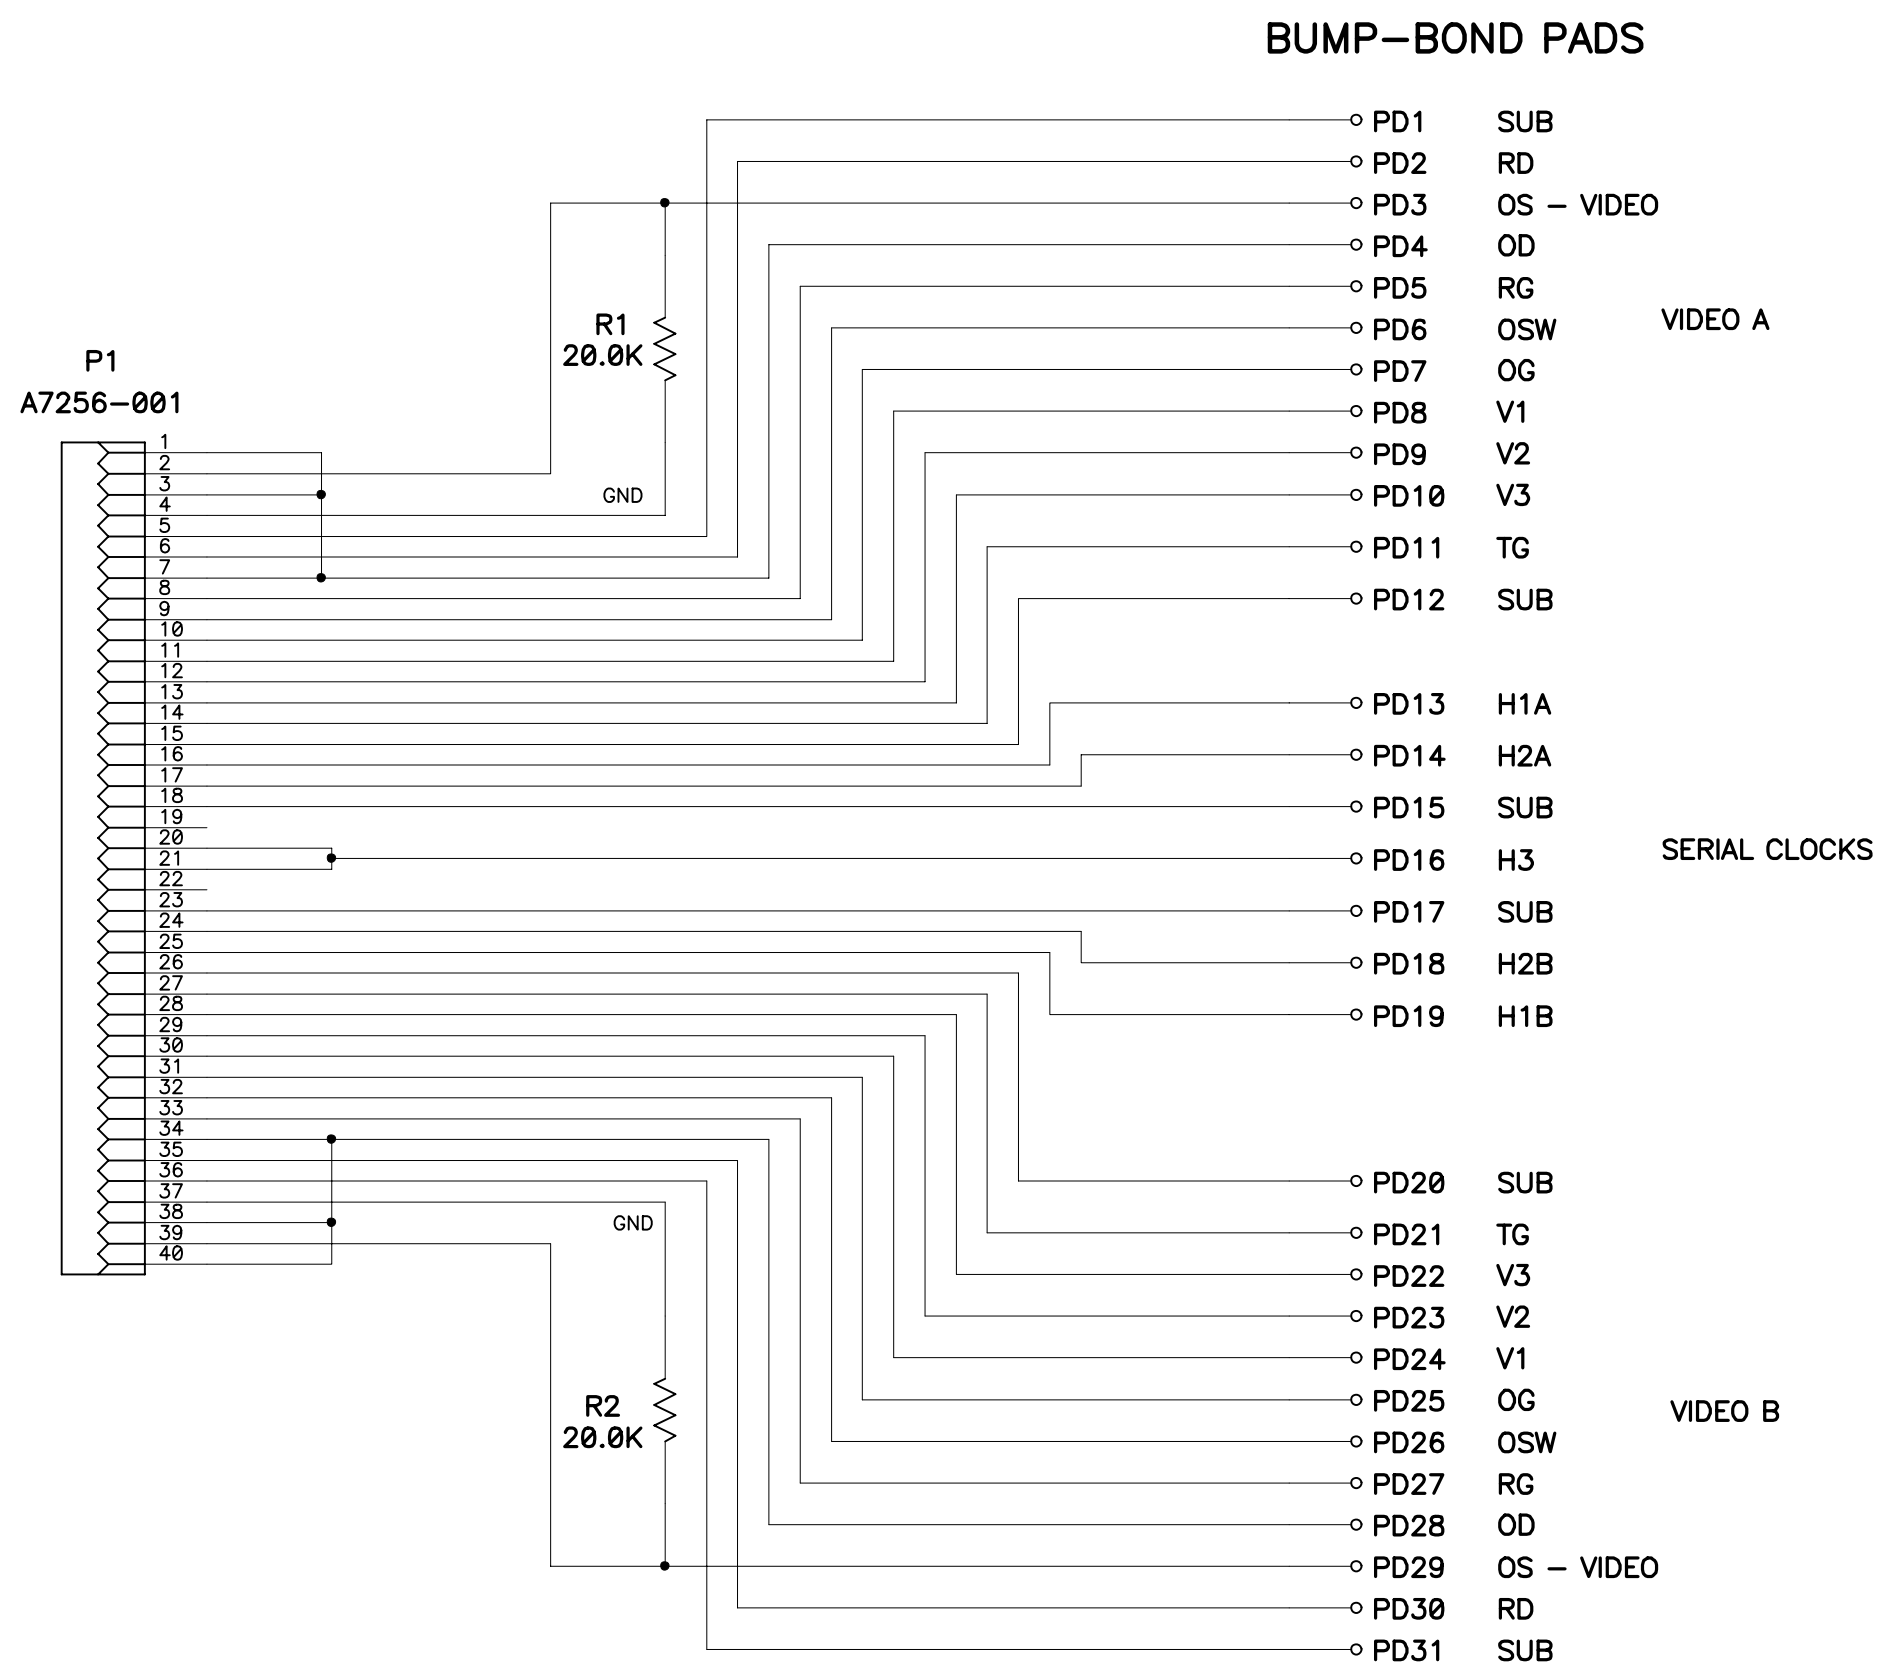 BUMP-BOND PADS
PD1 SUB
PD2 RD
PD3 OS - VIDEO
PD4 OD
PD5 RG
VIDEO A
R1
20.0K
PD6 OSW
PD7 OG
P1
A7256-001
PD8 V1
PD9 V2
PD10 V3
GND
PD11 TG
PD12 SUB
PD13 H1A
PD14 H2A
PD15 SUB
SERIAL CLOCKS
PD16 H3
PD17 SUB
PD18 H2B
PD19 H1B
1
2
3
4
5
6
7
8
9
10
11
12
13
14
15
16
17
18
19
20
21
22
23
24
25
26
27
28
29
30
31
32
33
34
35
36
37
38
39
40
PD20 SUB
GND
PD21 TG
PD22 V3
PD23 V2
PD24 V1
R2
20.0K
PD25 OG
VIDEO B
PD26 OSW
PD27 RG
PD28 OD
PD29 OS - VIDEO
PD30 RD
PD31 SUB